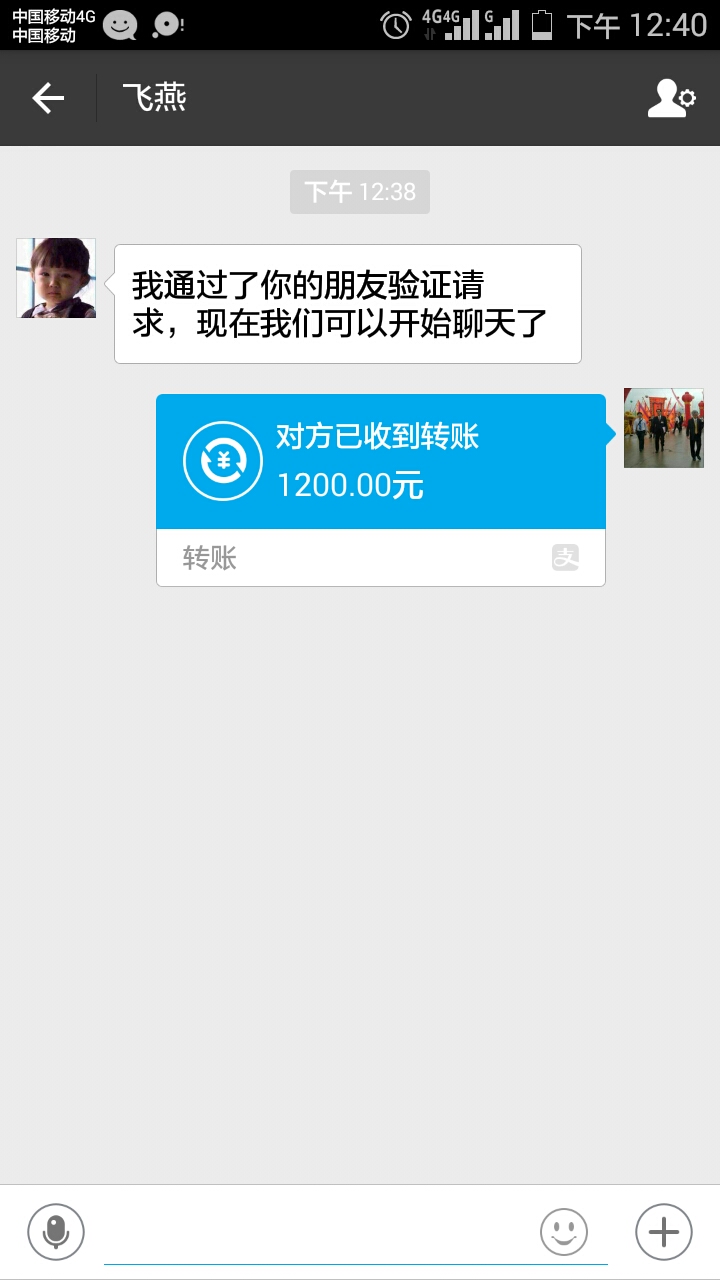 中国移动4G
中国移动
4G4G
G
下午 12:40
飞燕
下午 12:38
我通过了你的朋友验证请
求，现在我们可以开始聊天了
对方已收到转账
1200.00元
转账
支